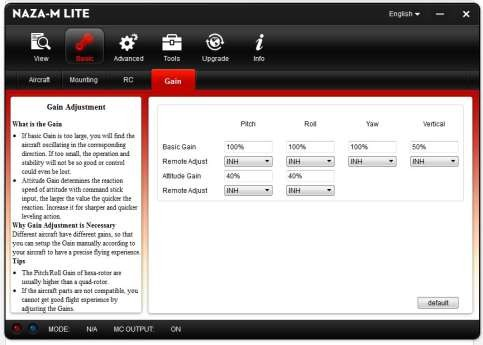 NAZA-M LITE
English
View Basic Advanced Tools Upgrade Info
Aircraft Mounting RC Gain
Gain Adjustment
What is the Gain
If basic Gain is too large, you will find the
aircraft oscillating in the corresponding
direction. If too small, the operation and
stability will not be so good or control
could even be lost.
Attitude Gain determines the reaction
speed of attitude with command stick
input, the larger the value the quicker the
reaction. Increase it for sharper and quicker
leveling action.
Why Gain Adjustment is Necessary
Different aircraft have different gains, so that
you can setup the Gain manually according to
your aircraft to have a precise flying experience.
Tips
The Pitch/Roll Gain of hexa-rotor are
usually higher than a quad-rotor.
If the aircraft parts are not compatible, you
cannot get good flight experience by
adjusting the Gains.
Pitch Roll Yaw Vertical
Basic Gain 100% 100% 100% 50%
Remote Adjust INH INH INH INH
Attitude Gain 40% 40%
Remote Adjust INH INH
default
MODE: N/A MC OUTPUT: ON